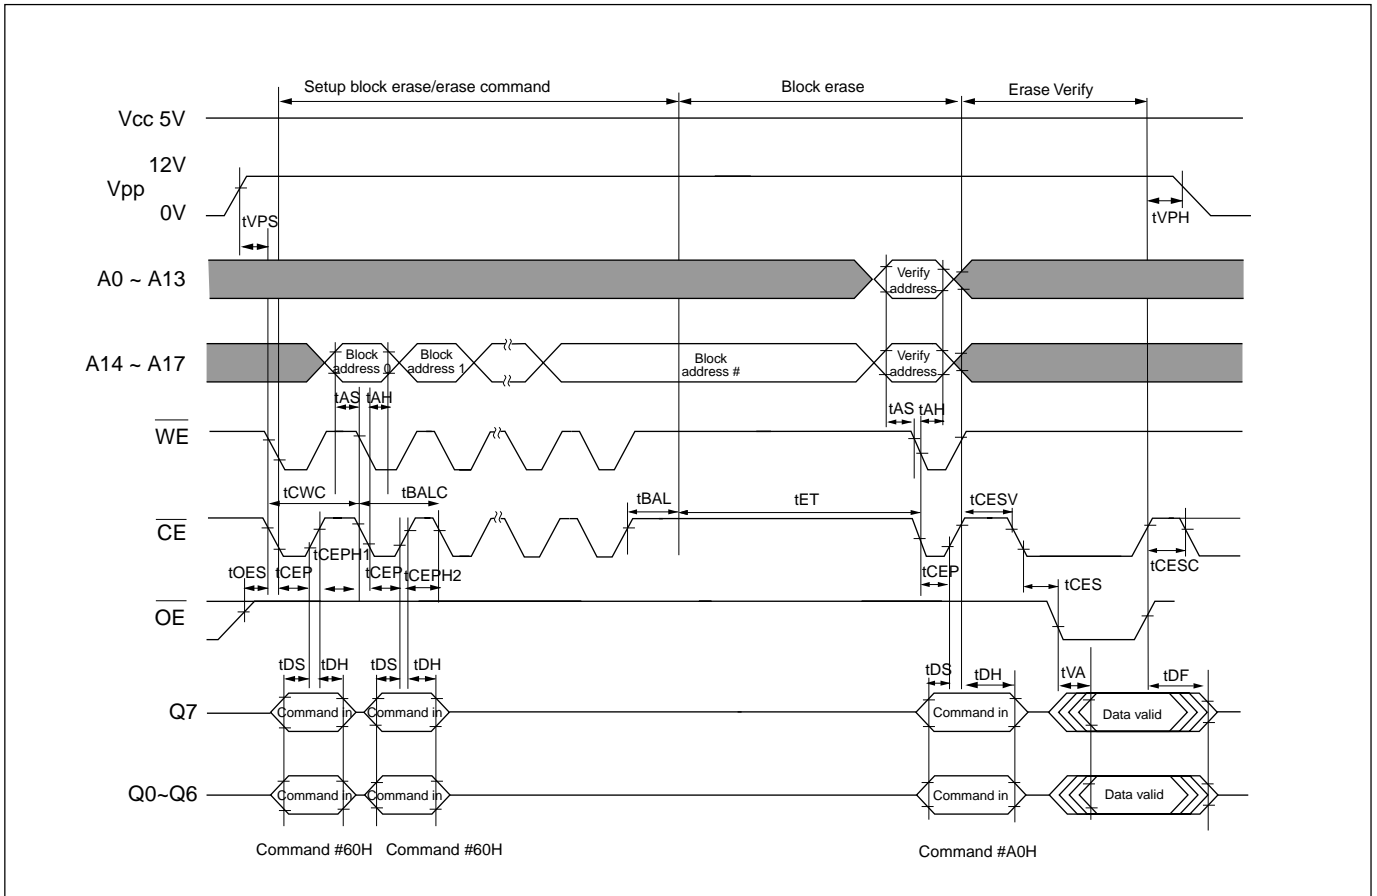 Setup block erase/erase command
Block erase
Erase Verify
Vcc 5V
12V
Vpp
0V
tVPS
tVPH
A0 ~ A13
Verify
address
A14 ~ A17
Block
address 0
Block
address 1
Block
address #
Verify
address
tAS
tAH
tAS
tAH
WE
tCWC
tBALC
tBAL
tET
tCESV
CE
tCEPH1
tOES
tCEP
tCEP
tCEPH2
tCEP
tCES
tCESC
OE
tDS
tDH
tDS
tDH
tDS
tDH
tVA
tDF
Q7
Command in
Command in
Command in
Data valid
Q0~Q6
Command in
Command in
Command in
Data valid
Command #60H
Command #60H
Command #A0H